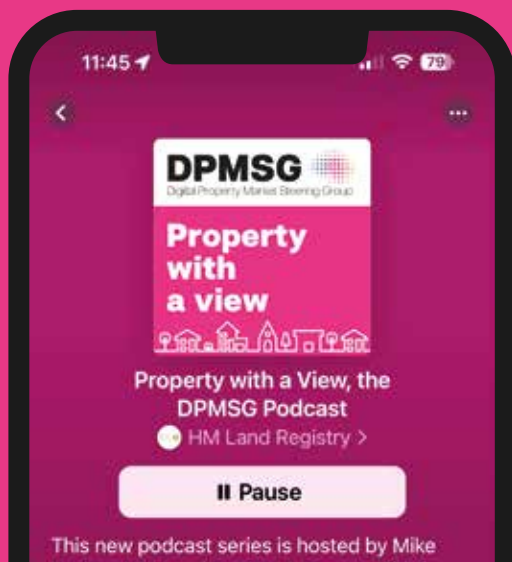 11:45
79
DPMSG
Digital Property Market Steering Group
Property
with
a view
Property with a View, the
DPMSG Podcast
HM Land Registry >
Pause
This new podcast series is hosted by Mike